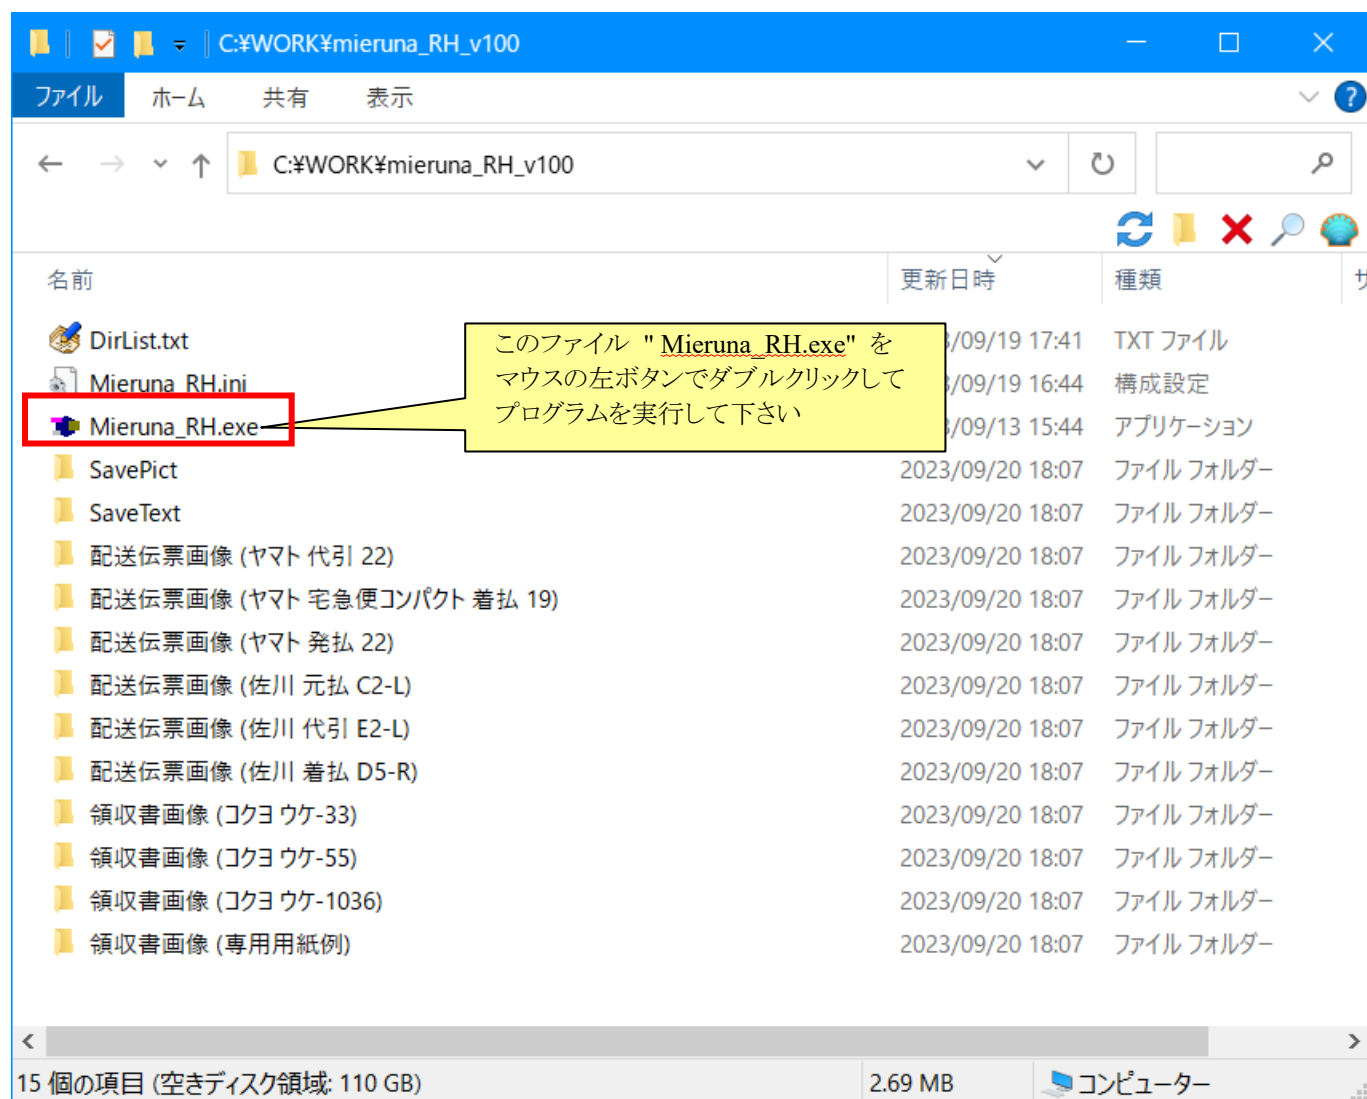 C:¥WORK¥mieruna_RH_v100
ファイル ホーム 共有 表示
C:¥WORK¥mieruna_RH_v100
名前 更新日時 種類
DirList.txt /09/19 17:41 TXT ファイル
Mieruna_RH.ini /09/19 16:44 構成設定
Mieruna_RH.exe /09/13 15:44 アプリケーション
このファイル " Mieruna_RH.exe" を
マウスの左ボタンでダブルクリックして
プログラムを実行して下さい
SavePict 2023/09/20 18:07 ファイル フォルダー
SaveText 2023/09/20 18:07 ファイル フォルダー
配送伝票画像 (ヤマト 代引 22) 2023/09/20 18:07 ファイル フォルダー
配送伝票画像 (ヤマト 宅急便コンパクト 着払 19) 2023/09/20 18:07 ファイル フォルダー
配送伝票画像 (ヤマト 発払 22) 2023/09/20 18:07 ファイル フォルダー
配送伝票画像 (佐川 元払 C2-L) 2023/09/20 18:07 ファイル フォルダー
配送伝票画像 (佐川 代引 E2-L) 2023/09/20 18:07 ファイル フォルダー
配送伝票画像 (佐川 着払 D5-R) 2023/09/20 18:07 ファイル フォルダー
領収書画像 (コクヨ ウケ-33) 2023/09/20 18:07 ファイル フォルダー
領収書画像 (コクヨ ウケ-55) 2023/09/20 18:07 ファイル フォルダー
領収書画像 (コクヨ ウケ-1036) 2023/09/20 18:07 ファイル フォルダー
領収書画像 (専用用紙例) 2023/09/20 18:07 ファイル フォルダー
15 個の項目 (空きディスク領域: 110 GB) 2.69 MB コンピューター